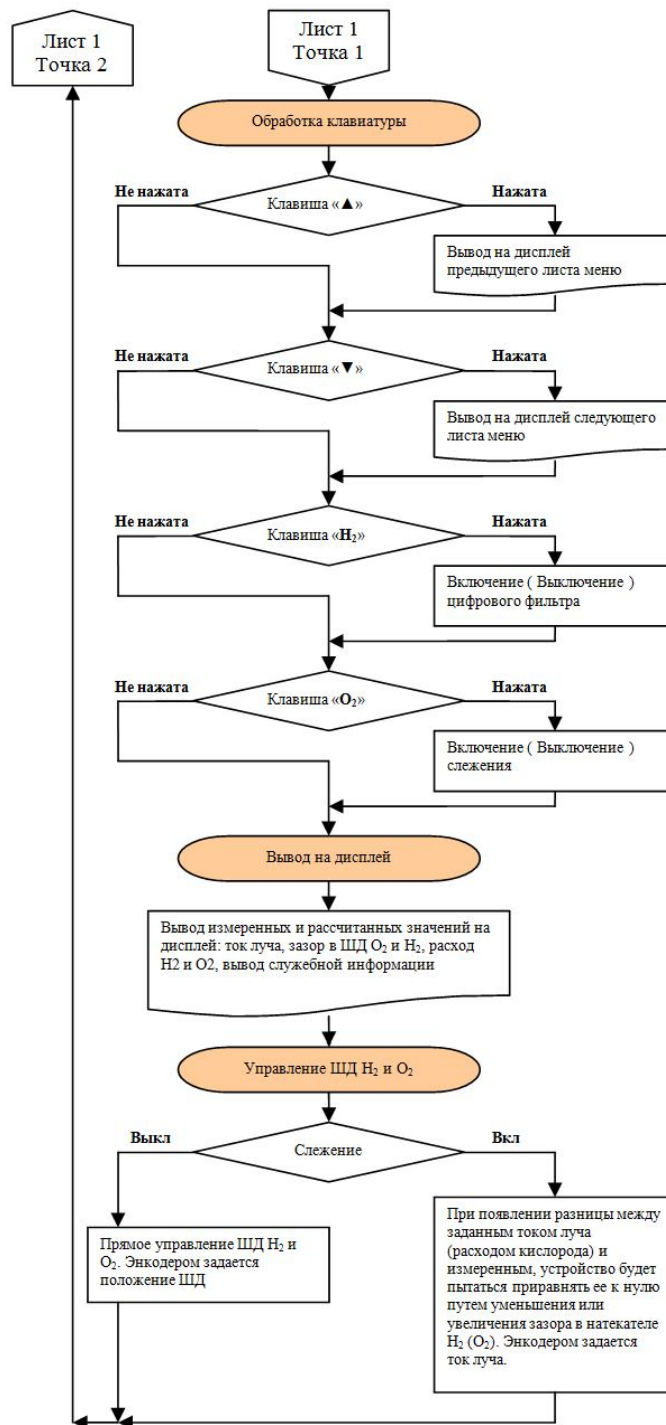 Лист 1
Точка 2
Лист 1
Точка 1
Обработка клавиатуры
Не нажата
Клавиша «▲»
Нажата
Вывод на дисплей
предыдущего листа меню
Не нажата
Клавиша «▼»
Нажата
Вывод на дисплей следующего
листа меню
Не нажата
Клавиша «H₂»
Нажата
Включение ( Выключение )
цифрового фильтра
Не нажата
Клавиша «O₂»
Нажата
Включение ( Выключение )
слежения
Вывод на дисплей
Вывод измеренных и рассчитанных значений на
дисплей: ток луча, зазор в ШД O₂ и H₂, расход
H2 и O2, вывод служебной информации
Управление ШД H₂ и O₂
Выкл
Слежение
Вкл
Прямое управление ШД H₂ и
O₂. Энкодером задается
положение ШД
При появлении разницы между
заданным током луча
(расходом кислорода) и
измеренным, устройство будет
пытаться приравнять ее к нулю
путем уменьшения или
увеличения зазора в натекателе
H₂ (O₂). Энкодером задается
ток луча.